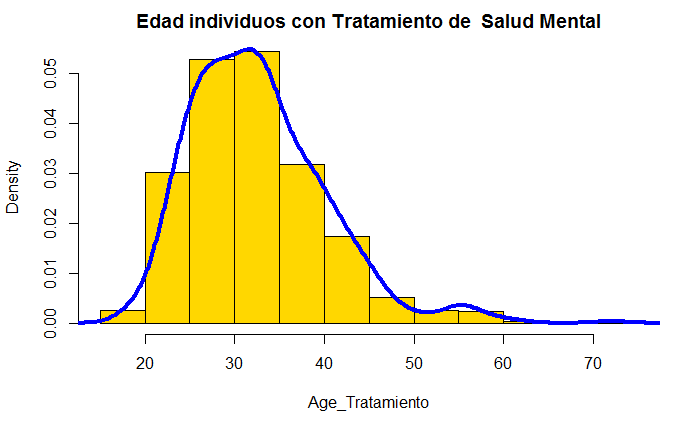 Edad individuos con Tratamiento de  Salud Mental
Density
0.05
0.04
0.03
0.02
0.01
0.00
20 30 40 50 60 70
Age_Tratamiento